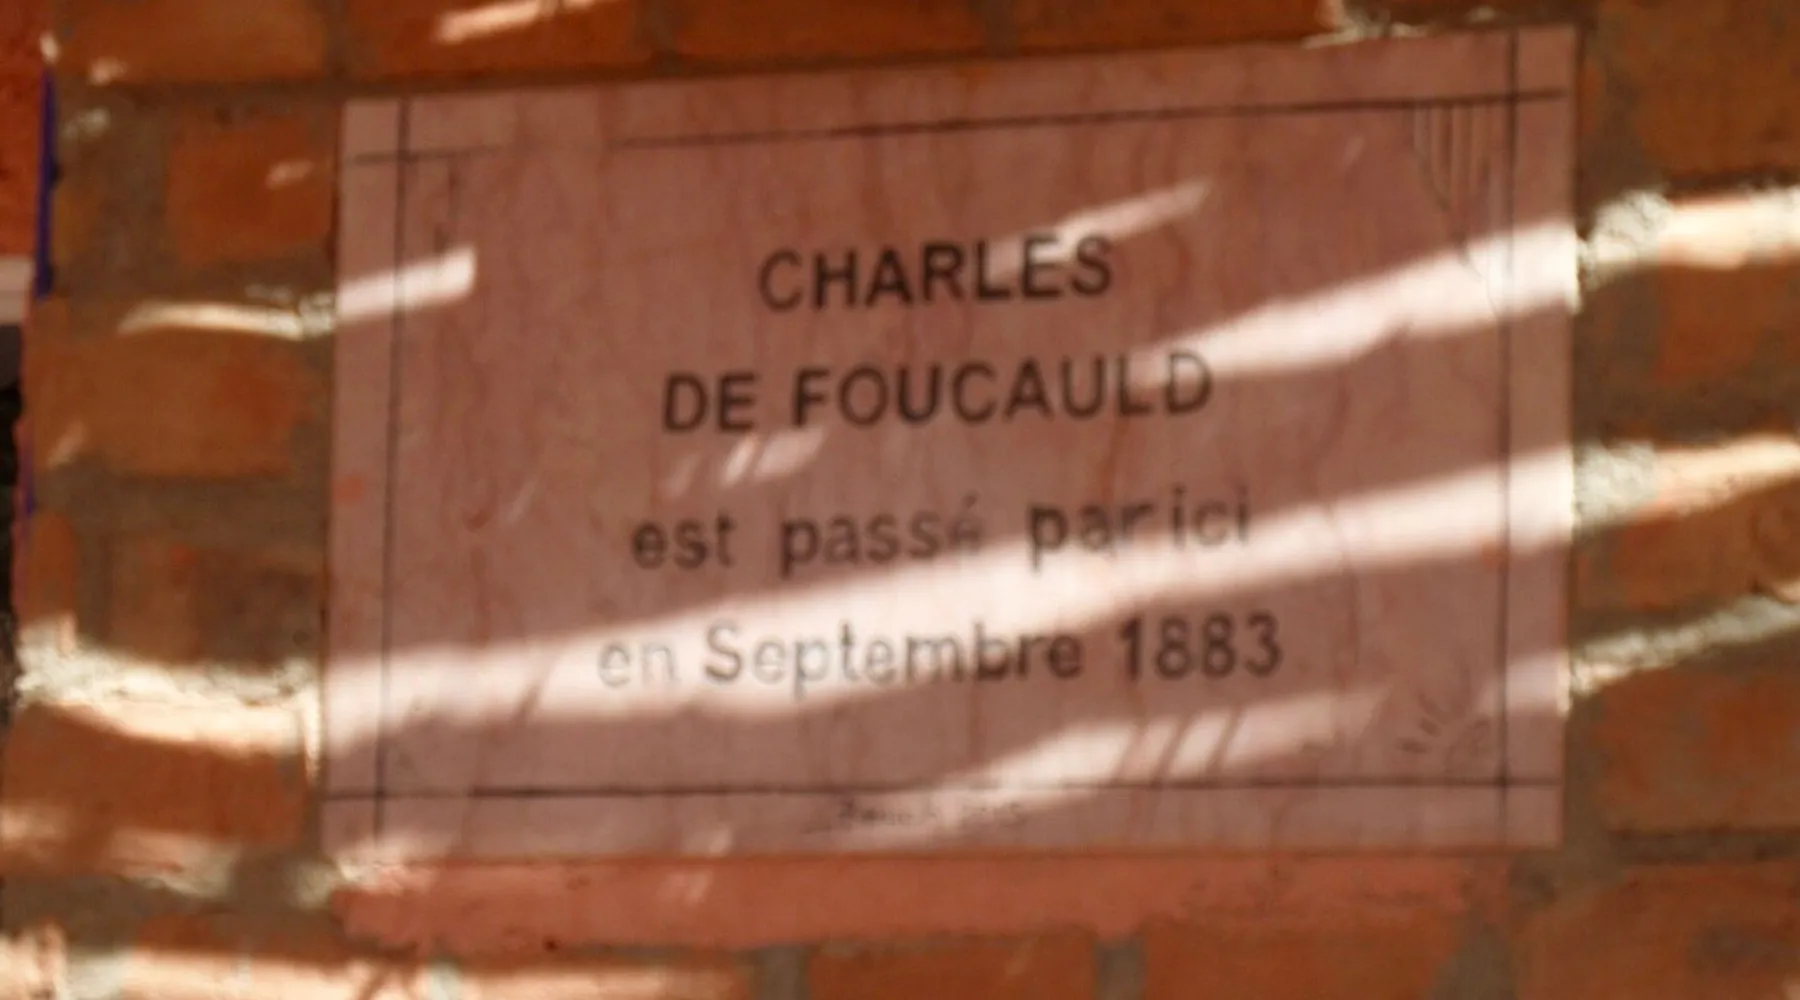 CHARLES
DE FOUCAULD
est passé par ici
en Septembre 1883